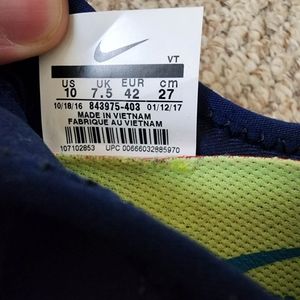 VT
US UK EUR cm
10 7.5 42 27
10/18/16 843975-403 01/12/17
MADE IN VIETNAM
FABRIQUE AU VIETNAM
107102853 UPC 00666032885970